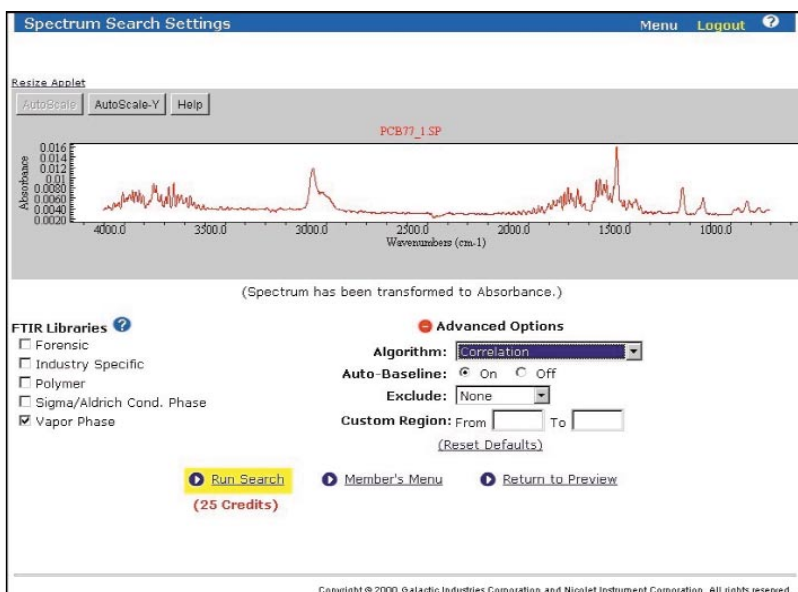 Spectrum Search Settings Menu Logout ?
Resize Applet
AutoScale AutoScale-Y Help
PCB77_1.SP
0.016
0.014
0.012
0.01
0.0080
0.0060
0.0040
0.0020
Absorbance
4000.0 3500.0 3000.0 2500.0 2000.0 1500.0 1000.0
Wavenumbers (cm-1)
(Spectrum has been transformed to Absorbance.)
FTIR Libraries ?
Forensic
Industry Specific
Polymer
Sigma/Aldrich Cond. Phase
Vapor Phase
Advanced Options
Algorithm: Correlation
Auto-Baseline: On Off
Exclude: None
Custom Region: From To
(Reset Defaults)
Run Search Member's Menu Return to Preview
(25 Credits)
Copyright © 2000 Galactic Industries Corporation and Nicolet Instrument Corporation. All rights reserved